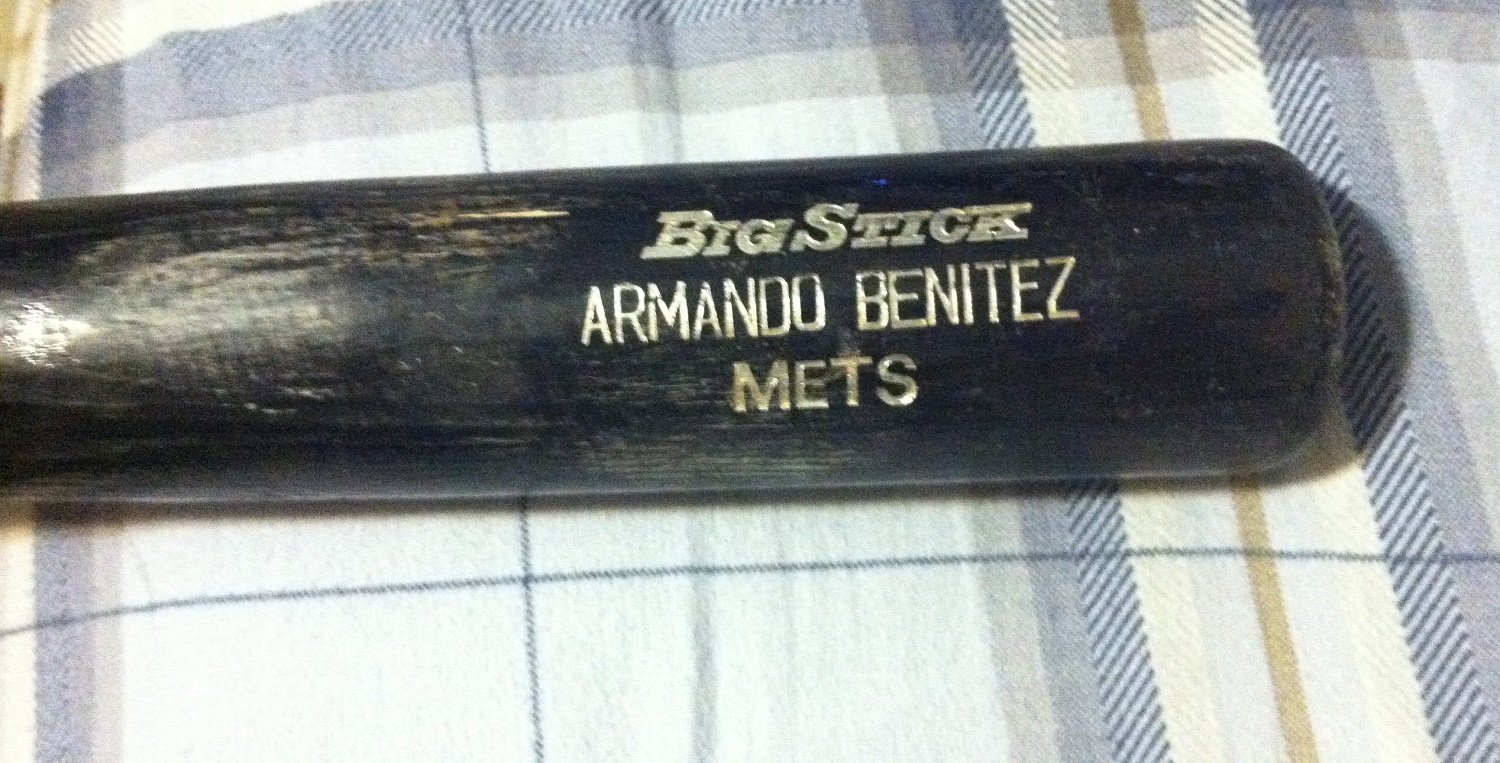 BIG STICK
ARMANDO BENITEZ
METS